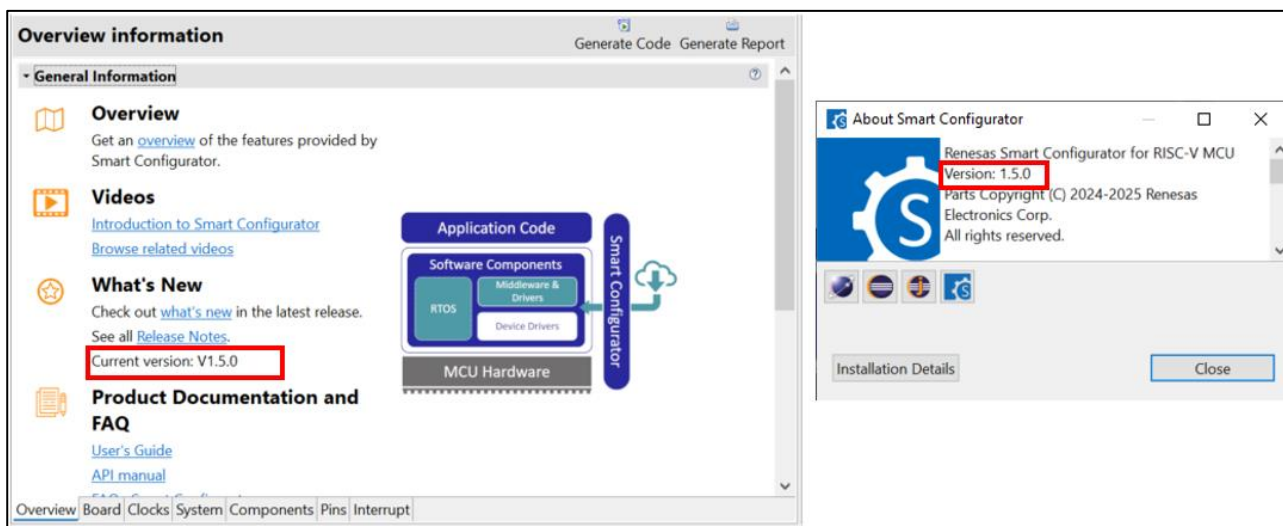 Overview information
Generate Code Generate Report
General Information
Overview
Get an overview of the features provided by
Smart Configurator.
Videos
Introduction to Smart Configurator
Browse related videos
What's New
Check out what's new in the latest release.
See all Release Notes.
Current version: V1.5.0
Product Documentation and
FAQ
User's Guide
API manual
Application Code
Software Components
RTOS
Middleware &
Drivers
Device Drivers
MCU Hardware
Smart Configurator
Overview Board Clocks System Components Pins Interrupt
About Smart Configurator
Renesas Smart Configurator for RISC-V MCU
Version: 1.5.0
Parts Copyright (C) 2024-2025 Renesas
Electronics Corp.
All rights reserved.
Installation Details
Close